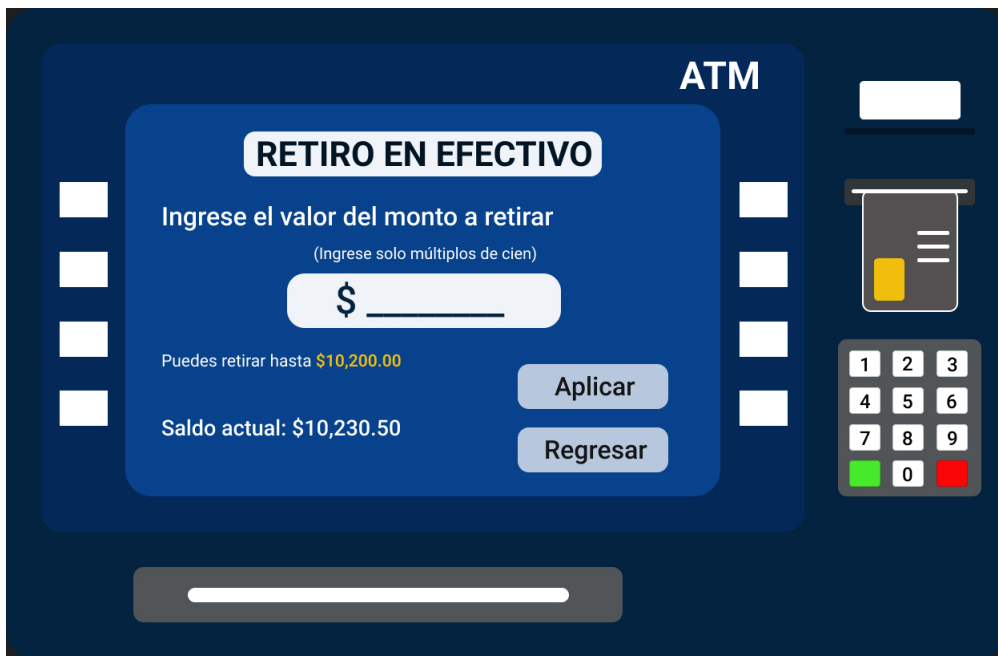 ATM
RETIRO EN EFECTIVO
Ingrese el valor del monto a retirar
(Ingrese solo múltiplos de cien)
$ ________
Puedes retirar hasta $10,200.00
Aplicar
Saldo actual: $10,230.50
Regresar
1 2 3
4 5 6
7 8 9
0